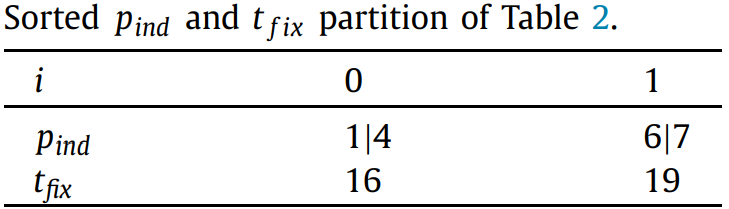 Sorted p_ind and t_fix partition of Table 2.
i 0 1
p_ind 1|4 6|7
t_fix 16 19